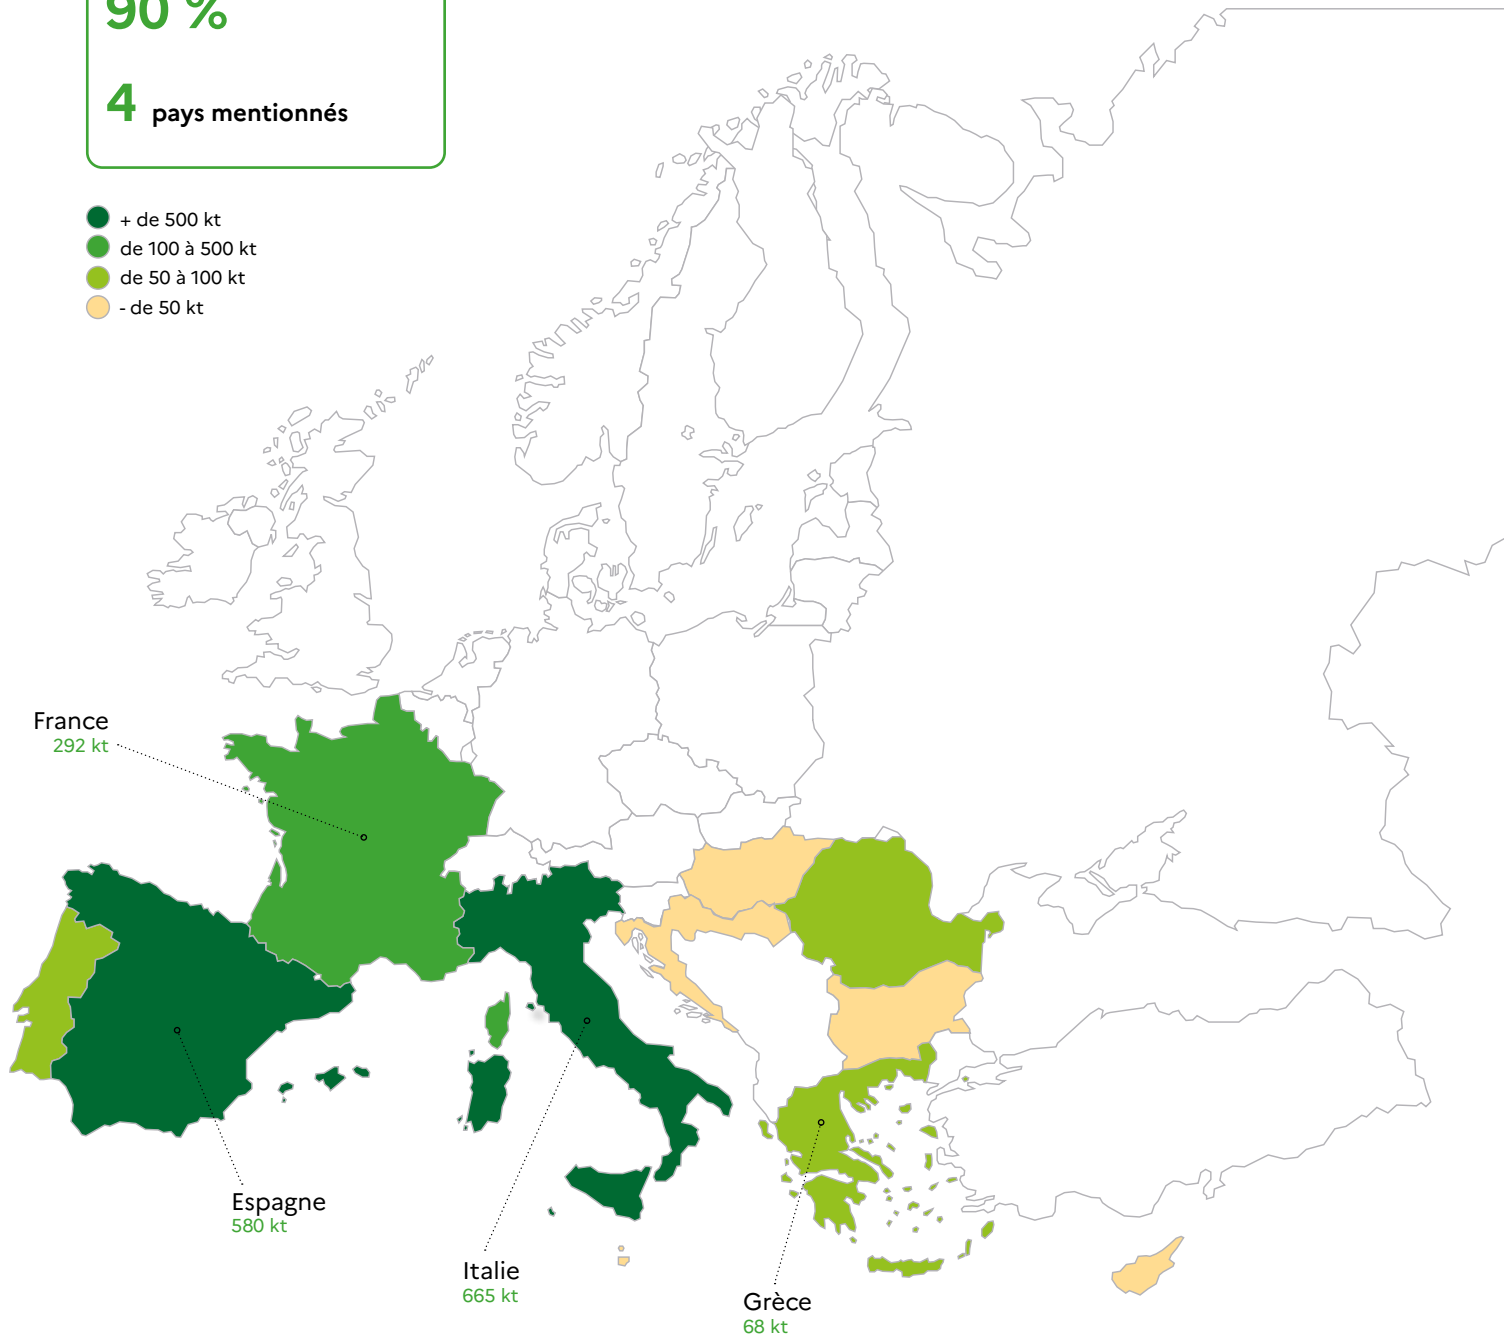 90 %
4 pays mentionnés
+ de 500 kt
de 100 à 500 kt
de 50 à 100 kt
- de 50 kt
France
292 kt
Espagne
580 kt
Italie
665 kt
Grèce
68 kt